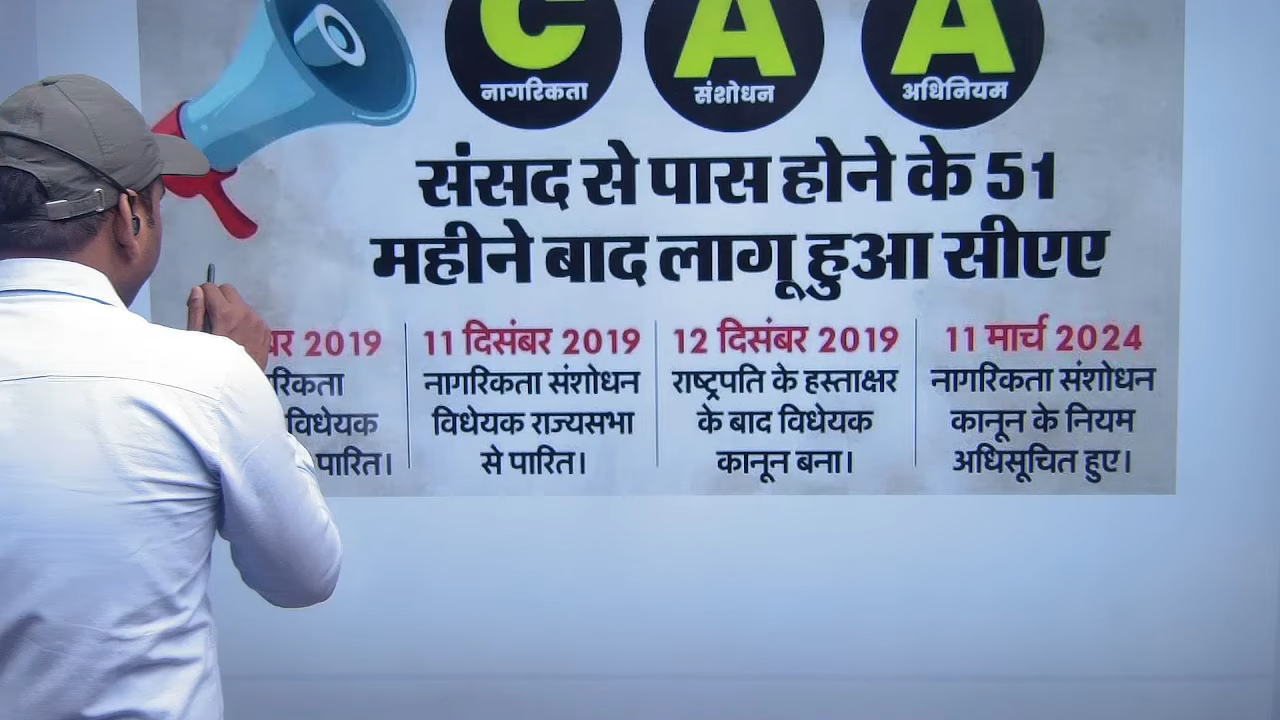 C A A
नागरिकता संशोधन अधिनियम
संसद से पास होने के 51
महीने बाद लागू हुआ सीएए
2019
विधेयक
पारित।
11 दिसंबर 2019
नागरिकता संशोधन
विधेयक राज्यसभा
से पारित।
12 दिसंबर 2019
राष्ट्रपति के हस्ताक्षर
के बाद विधेयक
कानून बना।
11 मार्च 2024
नागरिकता संशोधन
कानून के नियम
अधिसूचित हुए।